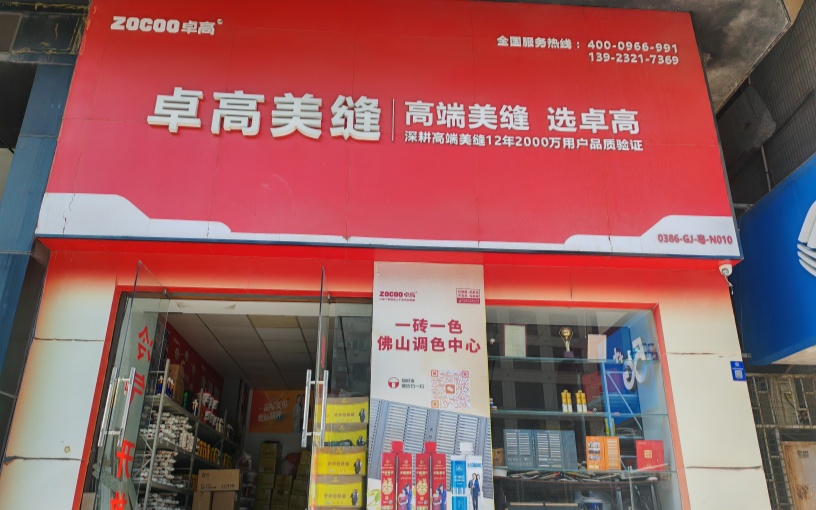 ZOCOO卓高
全国服务热线：400-0966-991
139-2321-7369
卓高美缝
高端美缝 选卓高
深耕高端美缝12年2000万用户品质验证
0386-GJ-粤-N010
ZOCOO卓高
一砖一色
佛山调色中心